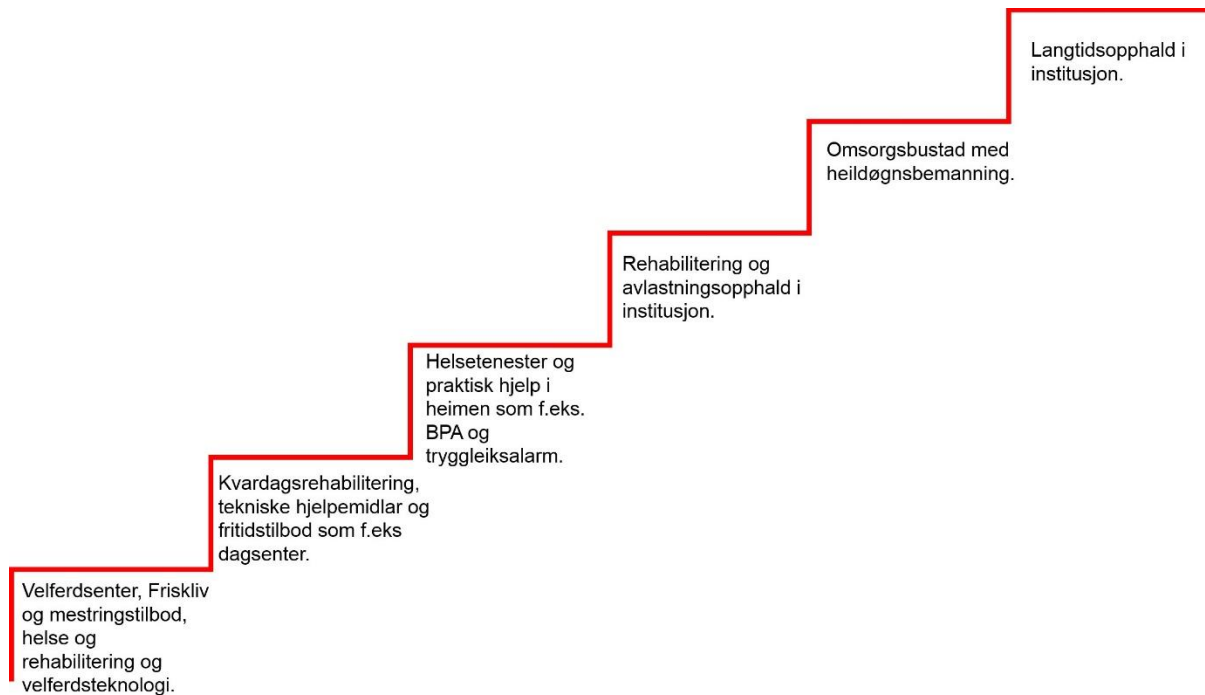 Langtidsopphald i
institusjon.
Omsorgsbustad med
heildøgnsbemanning.
Rehabilitering og
avlastningsopphald i
institusjon.
Helsetenester og
praktisk hjelp i
heimen som f.eks.
BPA og
tryggleiksalarm.
Kvardagsrehabilitering,
tekniske hjelpemidlar og
fritidstilbod som f.eks
dagsenter.
Velferdsenter, Friskliv
og mestringstilbod,
helse og
rehabilitering og
velferdsteknologi.